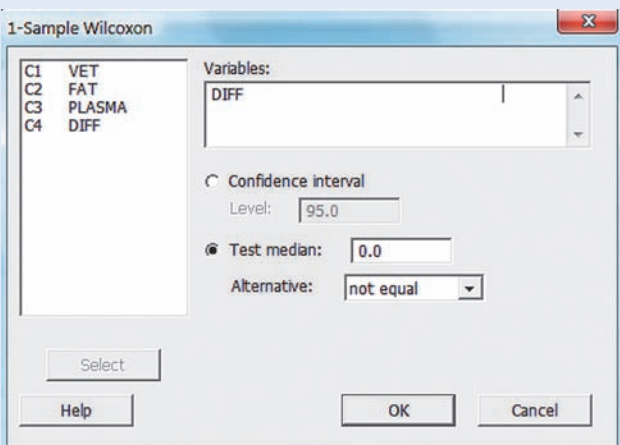 1-Sample Wilcoxon
C1 VET
C2 FAT
C3 PLASMA
C4 DIFF
Variables:
DIFF
Confidence interval
Level: 95.0
Test median: 0.0
Alternative: not equal
Select
Help
OK
Cancel